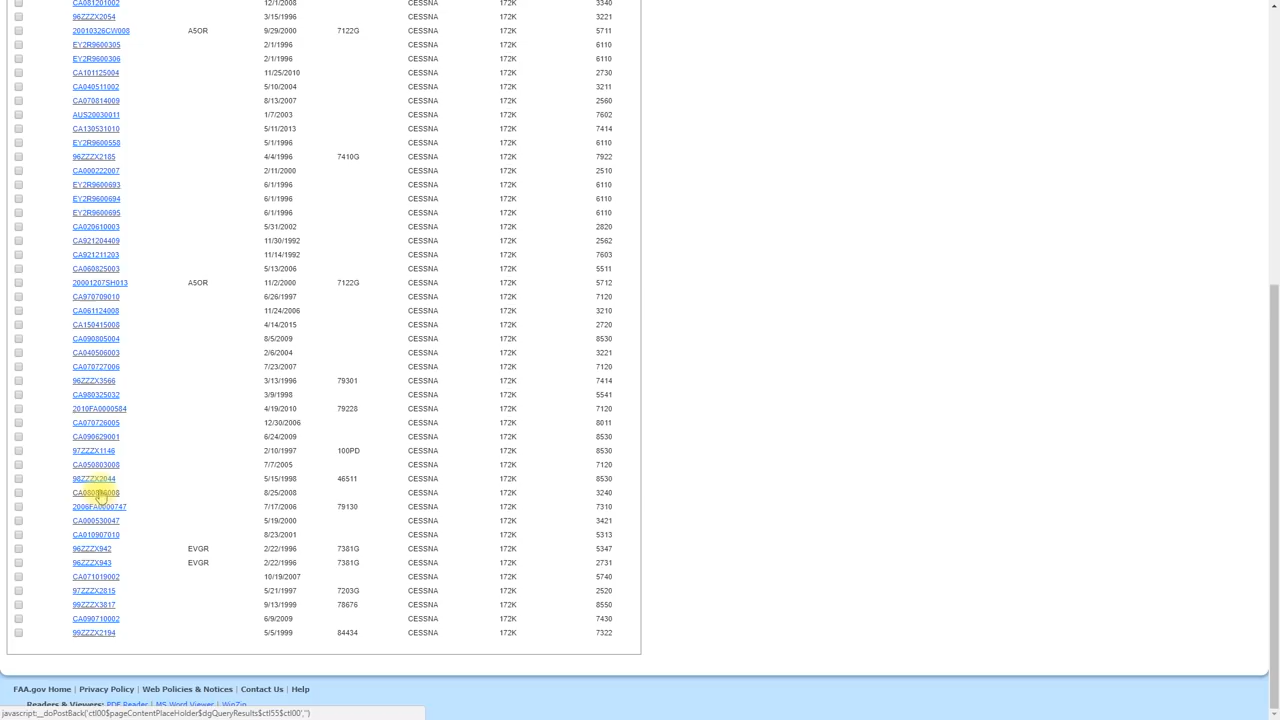 CA081201002 12/1/2008 CESSNA 172K 3340
96ZZZX2054 3/15/1996 CESSNA 172K 3221
20010326CW008 A5OR 9/29/2000 7122G CESSNA 172K 5711
EY2R9600305 2/1/1996 CESSNA 172K 6110
EY2R9600306 2/1/1996 CESSNA 172K 6110
CA101125004 11/25/2010 CESSNA 172K 2730
CA040511002 5/10/2004 CESSNA 172K 3211
CA070814009 8/13/2007 CESSNA 172K 2560
AUS20030011 1/7/2003 CESSNA 172K 7602
CA130531010 5/11/2013 CESSNA 172K 7414
EY2R9600558 5/1/1996 CESSNA 172K 6110
96ZZZX2185 4/4/1996 7410G CESSNA 172K 7922
CA000222007 2/11/2000 CESSNA 172K 2510
EY2R9600693 6/1/1996 CESSNA 172K 6110
EY2R9600694 6/1/1996 CESSNA 172K 6110
EY2R9600695 6/1/1996 CESSNA 172K 6110
CA020610003 5/31/2002 CESSNA 172K 2820
CA921204409 11/30/1992 CESSNA 172K 2562
CA921211203 11/14/1992 CESSNA 172K 7603
CA060825003 5/13/2006 CESSNA 172K 5511
20001207SH013 A5OR 11/2/2000 7122G CESSNA 172K 5712
CA970709010 6/26/1997 CESSNA 172K 7120
CA061124008 11/24/2006 CESSNA 172K 3210
CA150415008 4/14/2015 CESSNA 172K 2720
CA090805004 8/5/2009 CESSNA 172K 8530
CA040506003 2/6/2004 CESSNA 172K 3221
CA070727006 7/23/2007 CESSNA 172K 7120
96ZZZX3566 3/13/1996 79301 CESSNA 172K 7414
CA980325032 3/9/1998 CESSNA 172K 5541
2010FA0000584 4/19/2010 79228 CESSNA 172K 7120
CA070726005 12/30/2006 CESSNA 172K 8011
CA090629001 6/24/2009 CESSNA 172K 8530
97ZZZX1146 2/10/1997 100PD CESSNA 172K 8530
CA050803008 7/7/2005 CESSNA 172K 7120
98ZZZX2044 5/15/1998 46511 CESSNA 172K 8530
8/25/2008 CESSNA 172K 3240
2006FA0000747 7/17/2006 79130 CESSNA 172K 7310
CA000530047 5/19/2000 CESSNA 172K 3421
CA010907010 8/23/2001 CESSNA 172K 5313
96ZZZX942 EVGR 2/22/1996 7381G CESSNA 172K 5347
96ZZZX943 EVGR 2/22/1996 7381G CESSNA 172K 2731
CA071019002 10/19/2007 CESSNA 172K 5740
97ZZZX2815 5/21/1997 7203G CESSNA 172K 2520
99ZZZX3817 9/13/1999 78676 CESSNA 172K 8550
CA090710002 6/9/2009 CESSNA 172K 7430
99ZZZX2194 5/5/1999 84434 CESSNA 172K 7322
FAA.gov Home | Privacy Policy | Web Policies & Notices | Contact Us | Help
Readers & Viewers: PDF Reader | MS Word Viewer | WinZip
javascript:__doPostBack('ctl00$pageContentPlaceHolder$dgQueryResults$ctl55$ctl00','')